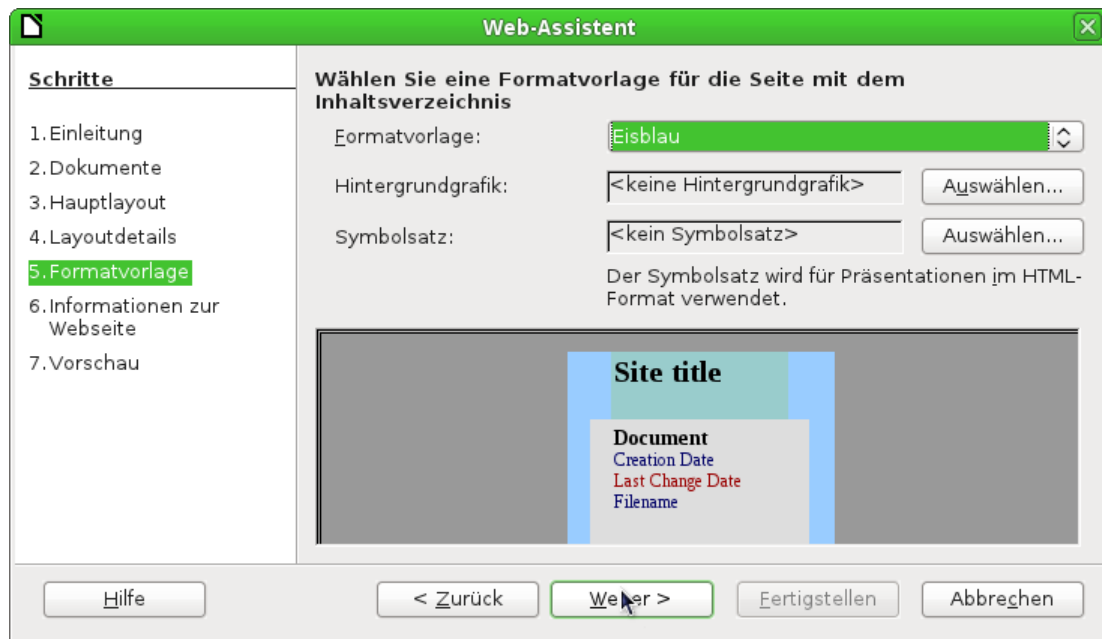 Web-Assistent
Schritte
1. Einleitung
2. Dokumente
3. Hauptlayout
4. Layoutdetails
5. Formatvorlage
6. Informationen zur
Webseite
7. Vorschau
Wählen Sie eine Formatvorlage für die Seite mit dem
Inhaltsverzeichnis
Formatvorlage: Eisblau
Hintergrundgrafik: <keine Hintergrundgrafik> Auswählen...
Symbolsatz: <kein Symbolsatz> Auswählen...
Der Symbolsatz wird für Präsentationen im HTML-
Format verwendet.
Site title
Document
Creation Date
Last Change Date
Filename
Hilfe < Zurück Weiter > Fertigstellen Abbrechen